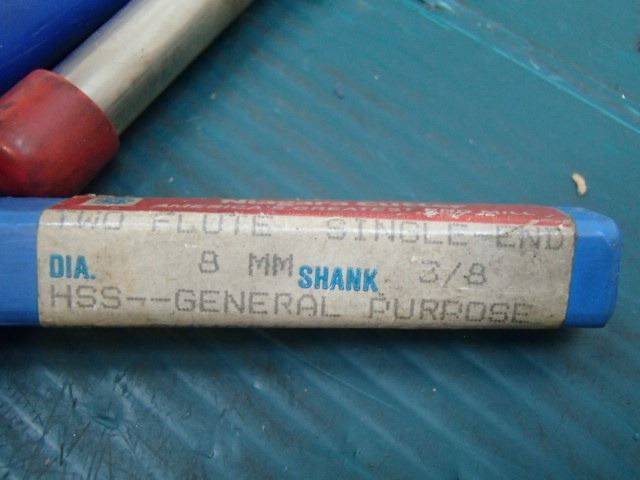 TWO FLUTE SINGLE END
DIA. 8 MM SHANK 3/8
HSS--GENERAL PURPOSE